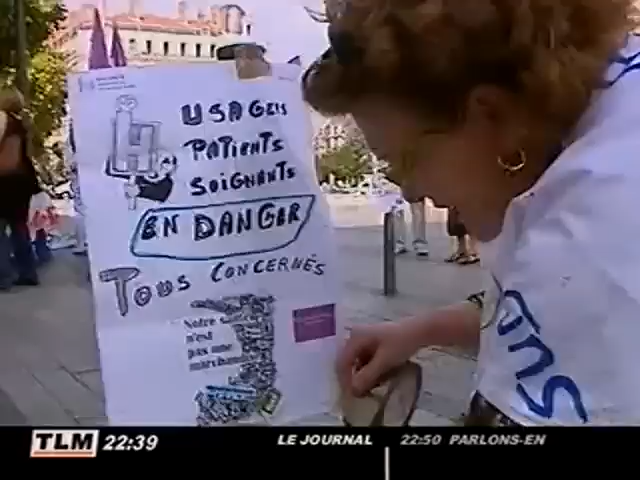 H
USAGERS
PATIENTS
SOIGNANTS
EN DANGER
TOUS CONCERNÉS
Notre
n'est
pas une
TLM 22:39 LE JOURNAL 22:50 PARLONS-EN